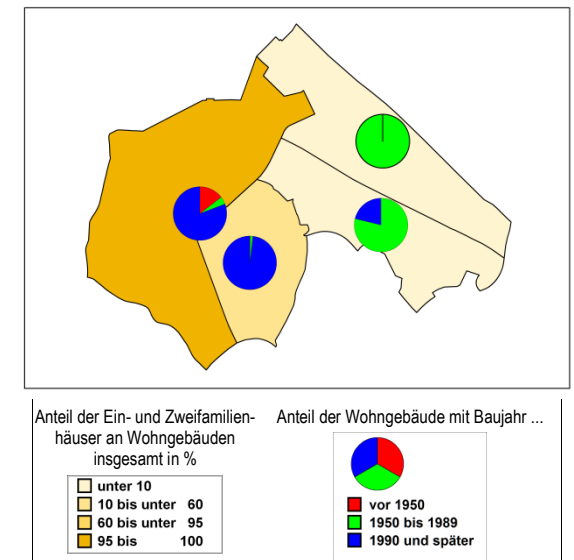 Anteil der Ein- und Zweifamilien-
häuser an Wohngebäuden
insgesamt in %
unter 10
10 bis unter 60
60 bis unter 95
95 bis 100
Anteil der Wohngebäude mit Baujahr ...
vor 1950
1950 bis 1989
1990 und später